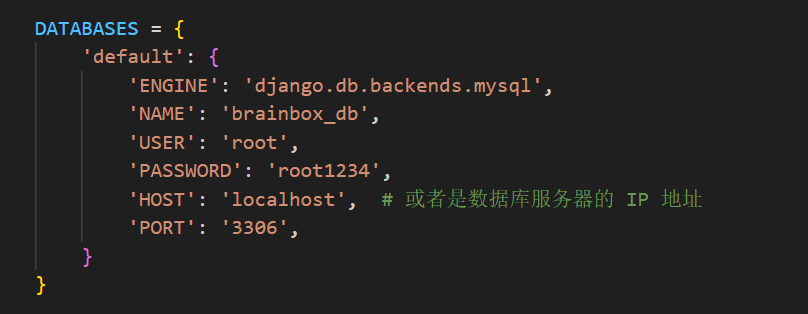 DATABASES = {
    'default': {
        'ENGINE': 'django.db.backends.mysql',
        'NAME': 'brainbox_db',
        'USER': 'root',
        'PASSWORD': 'root1234',
        'HOST': 'localhost',  # 或者是数据库服务器的 IP 地址
        'PORT': '3306',
    }
}